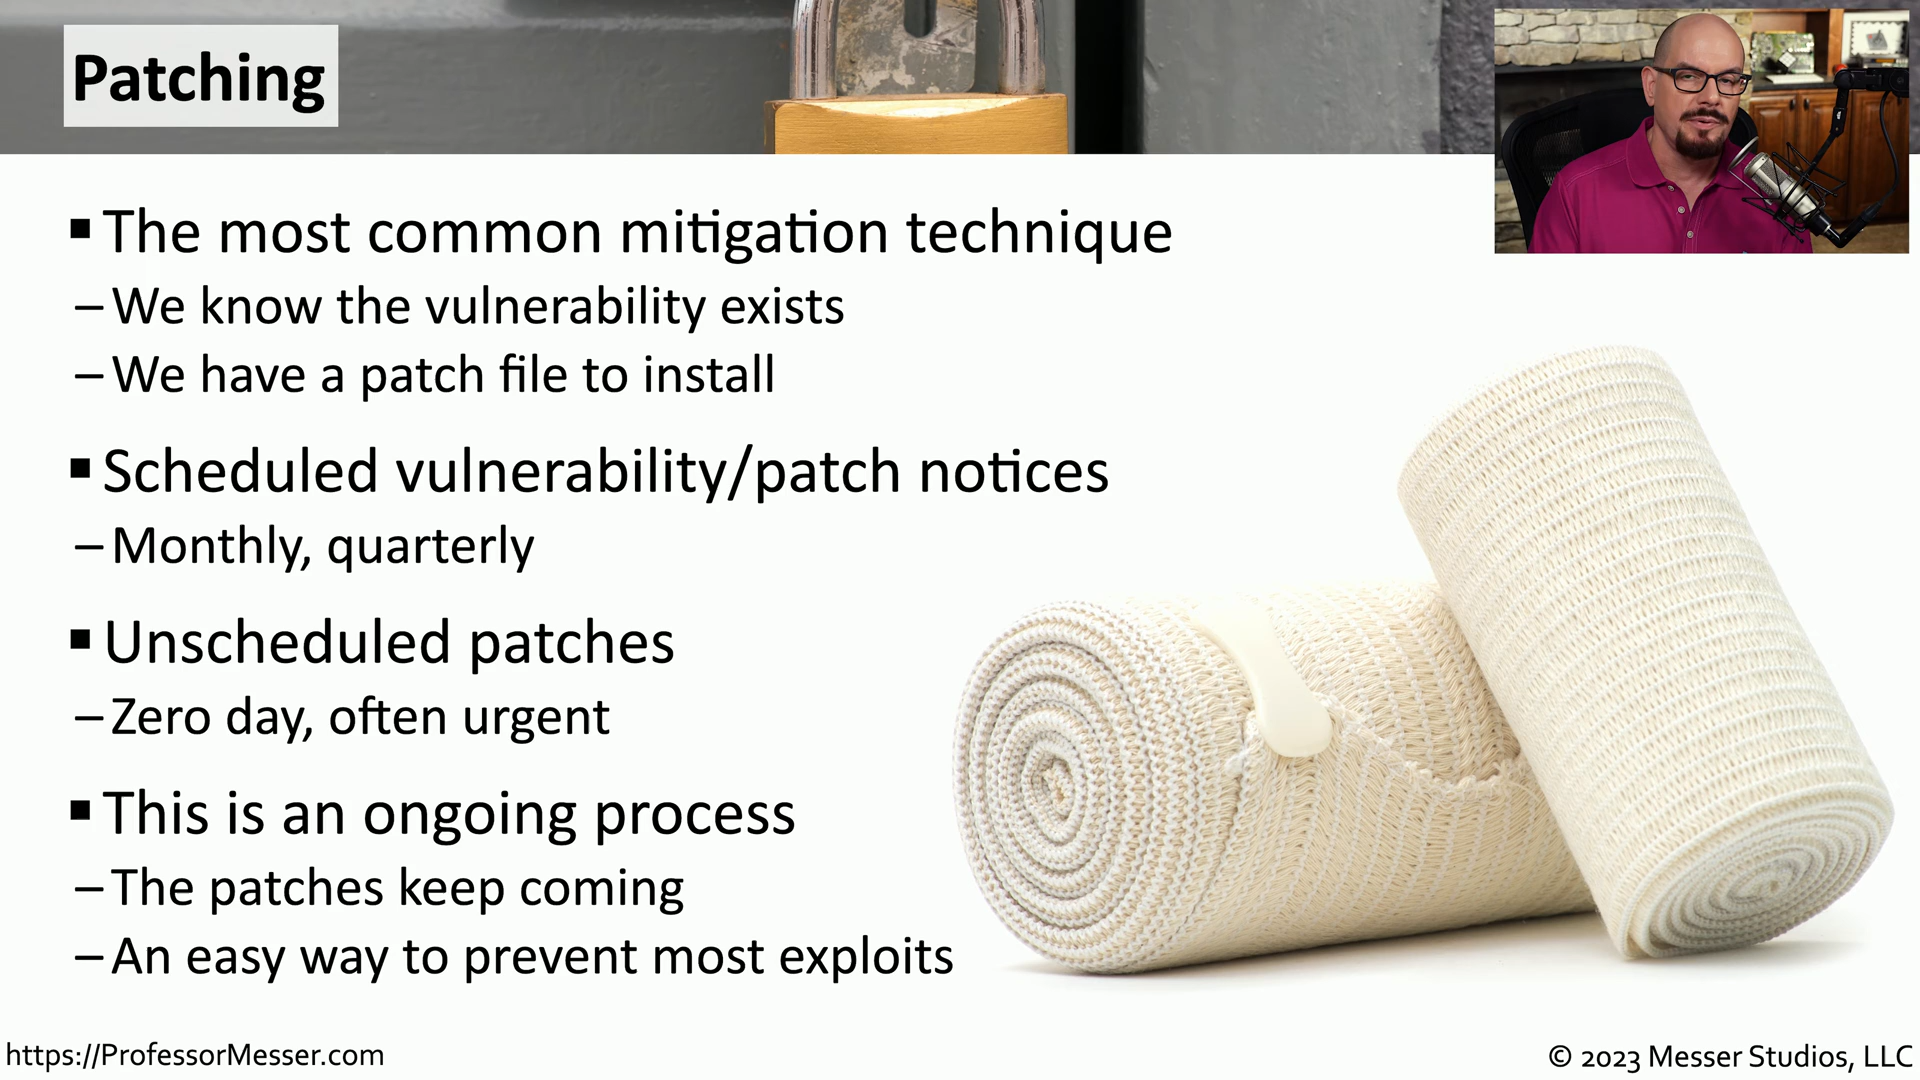 Patching
▪ The most common mitigation technique
– We know the vulnerability exists
– We have a patch file to install
▪ Scheduled vulnerability/patch notices
– Monthly, quarterly
▪ Unscheduled patches
– Zero day, often urgent
▪ This is an ongoing process
– The patches keep coming
– An easy way to prevent most exploits
https://ProfessorMesser.com
© 2023 Messer Studios, LLC